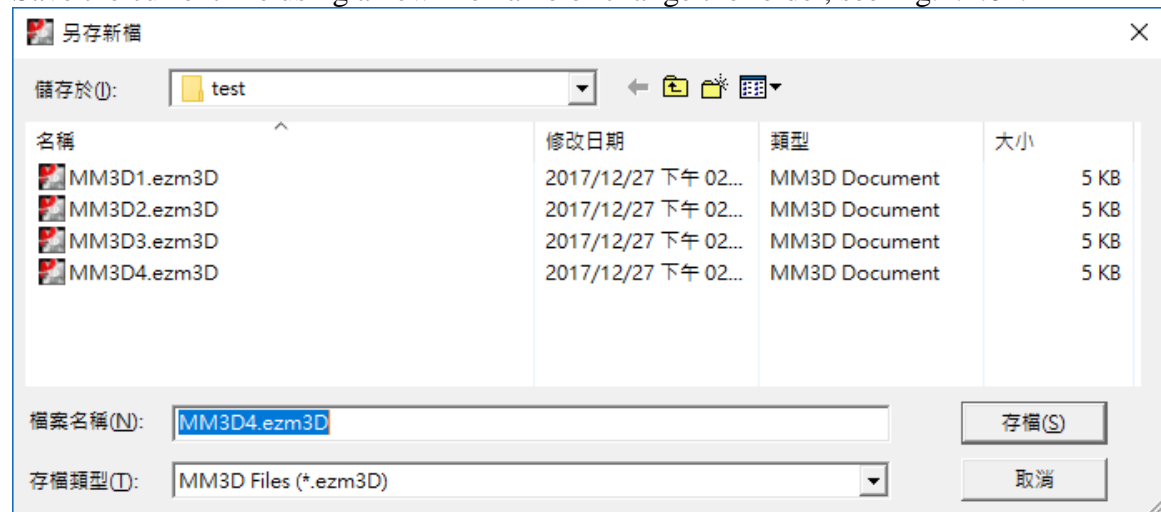 另存新檔
儲存於(I): test
名稱 修改日期 類型 大小
MM3D1.ezm3D 2017/12/27 下午 02... MM3D Document 5 KB
MM3D2.ezm3D 2017/12/27 下午 02... MM3D Document 5 KB
MM3D3.ezm3D 2017/12/27 下午 02... MM3D Document 5 KB
MM3D4.ezm3D 2017/12/27 下午 02... MM3D Document 5 KB
檔案名稱(N): MM3D4.ezm3D 存檔(S)
存檔類型(T): MM3D Files (*.ezm3D) 取消